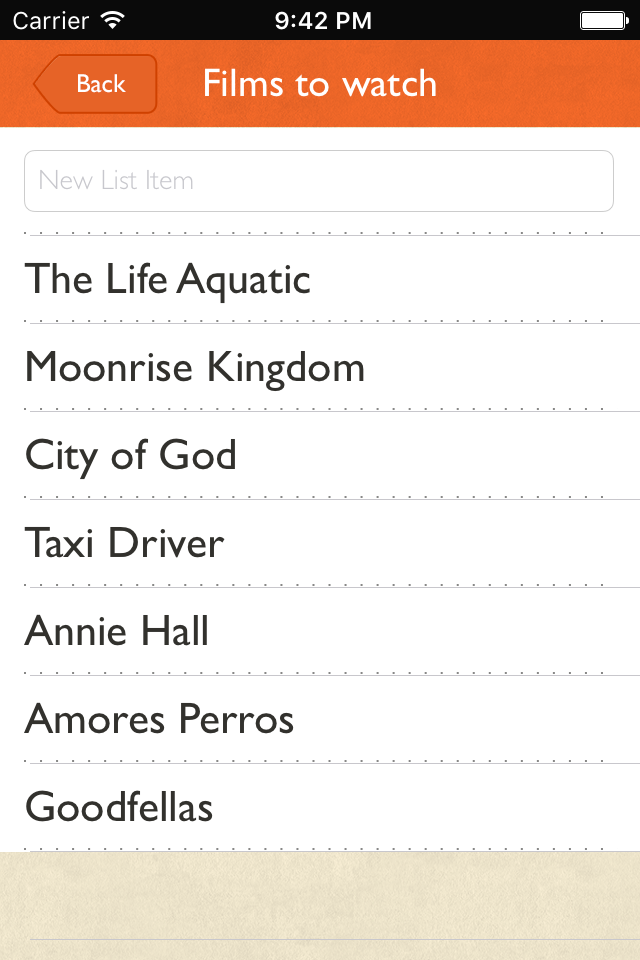 Carrier 9:42 PM
Back Films to watch
New List Item
The Life Aquatic
Moonrise Kingdom
City of God
Taxi Driver
Annie Hall
Amores Perros
Goodfellas